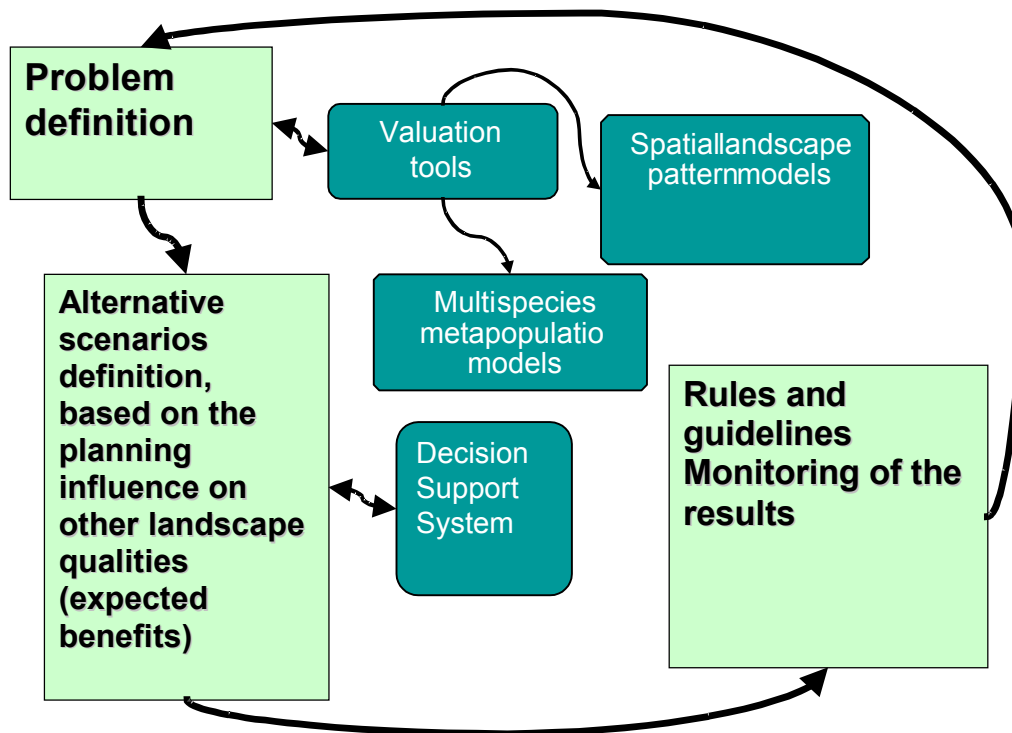 Problem
definition
Valuation
tools
Spatiallandscape
patternmodels
Multispecies
metapopulatio
models
Alternative
scenarios
definition,
based on the
planning
influence on
other landscape
qualities
(expected
benefits)
Decision
Support
System
Rules and
guidelines
Monitoring of the
results